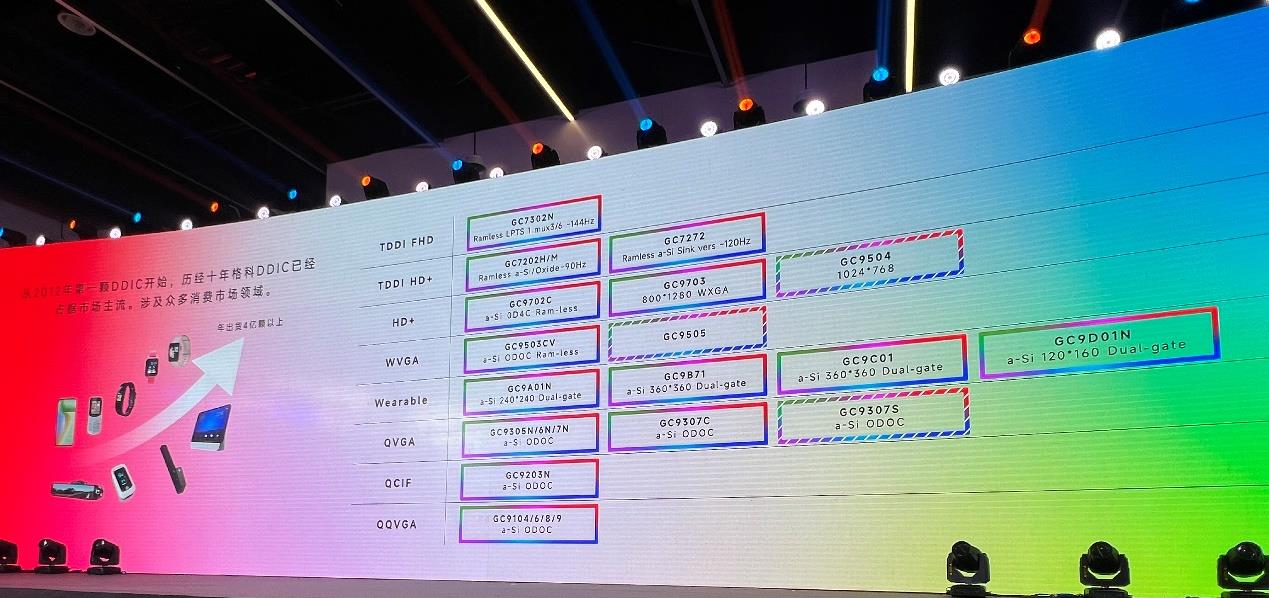 从2012年第一颗DDIC开始，历经十年格科DDIC已经
占据市场主流。涉及众多消费市场领域。
年出货4亿颗以上
TDDI FHD
GC7302N
Ramless LPTS 1:mux3/6 -144Hz
TDDI HD+
GC7202H/M
Ramless a-Si/Oxide-90Hz
GC7272
Ramless a-Si Sink vers -120Hz
HD+
GC9702C
a-Si 0D4C Ram-less
GC9703
800*1280 WXGA
GC9504
1024*768
WVGA
GC9503CV
a-Si ODOC Ram-less
GC9505
Wearable
GC9A01N
a-Si 240*240 Dual-gate
GC9B71
a-Si 360*360 Dual-gate
GC9C01
a-Si 360*360 Dual-gate
GC9D01N
a-Si 120*160 Dual-gate
QVGA
GC9305N/6N/7N
a-Si ODOC
GC9307C
a-Si ODOC
GC9307S
a-Si ODOC
QCIF
GC9203N
a-Si ODOC
QQVGA
GC9104/6/8/9
a-Si ODOC